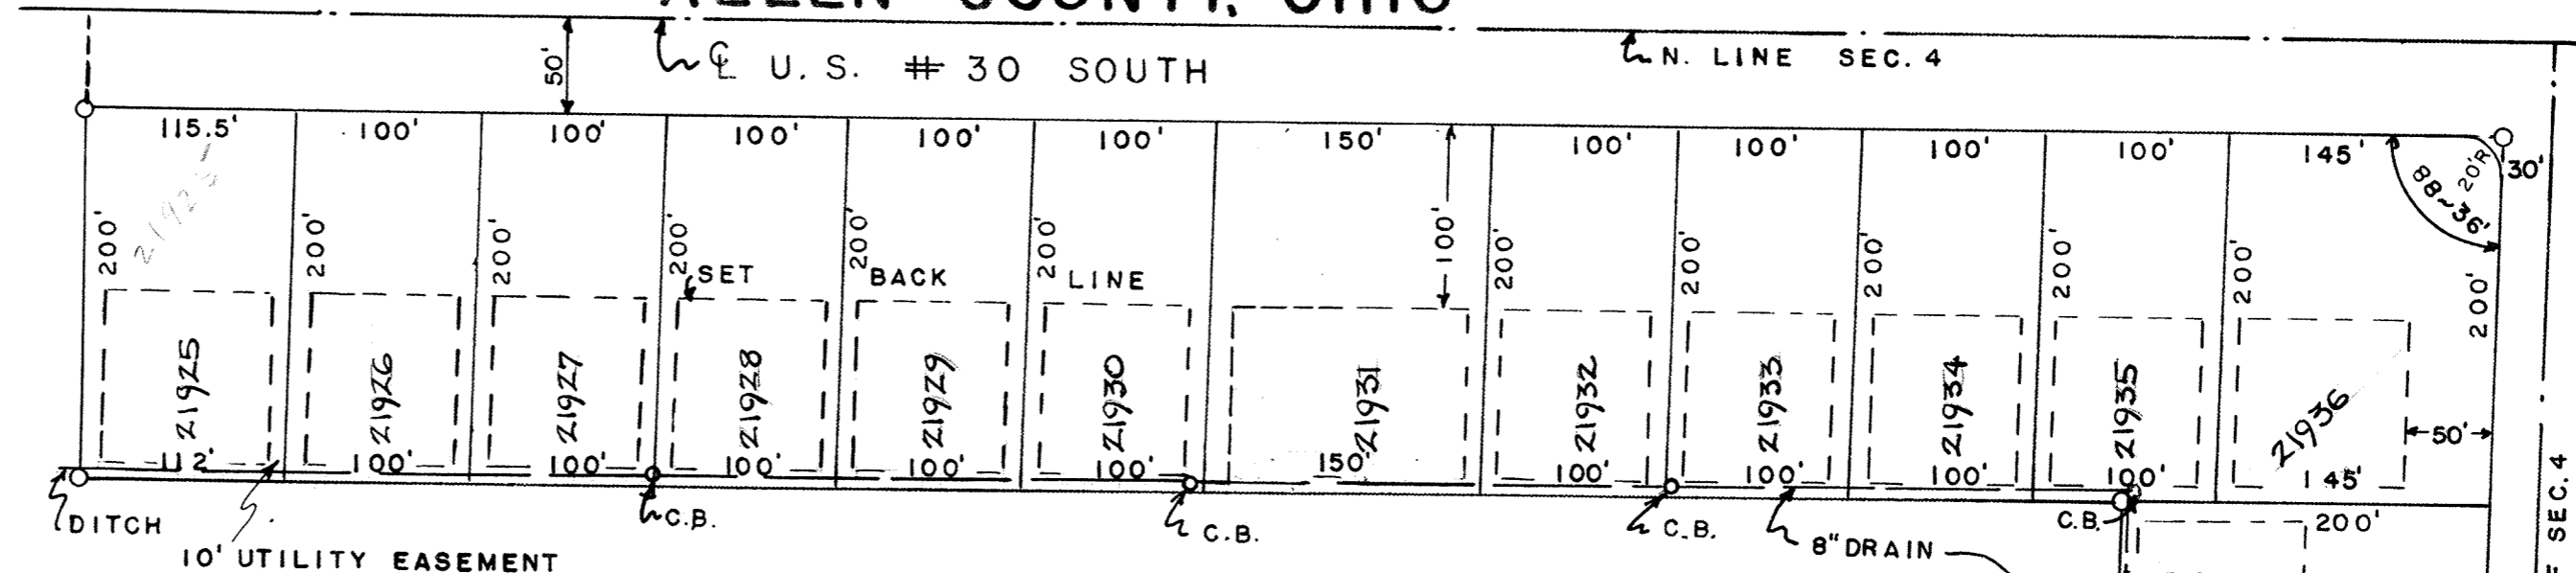 ALLEN COUNTY, OHIO
50'
℄ U.S. # 30 SOUTH
N. LINE SEC. 4
115.5' 100' 100' 100' 100' 100' 150' 100' 100' 100' 100' 145' 30'
20'R
88~36'
21925
200' 200' 200' 200' 200' 200' 100' 200' 200' 200' 200' 200' 200'
SET BACK LINE
21925 21926 21927 21928 21929 21930 21931 21932 21933 21934 21935 21936
50'
112' 100' 100' 100' 100' 100' 150' 100' 100' 100' 100' 145'
DITCH C.B. C.B. C.B. C.B. 200'
10' UTILITY EASEMENT 8" DRAIN
SEC. 4